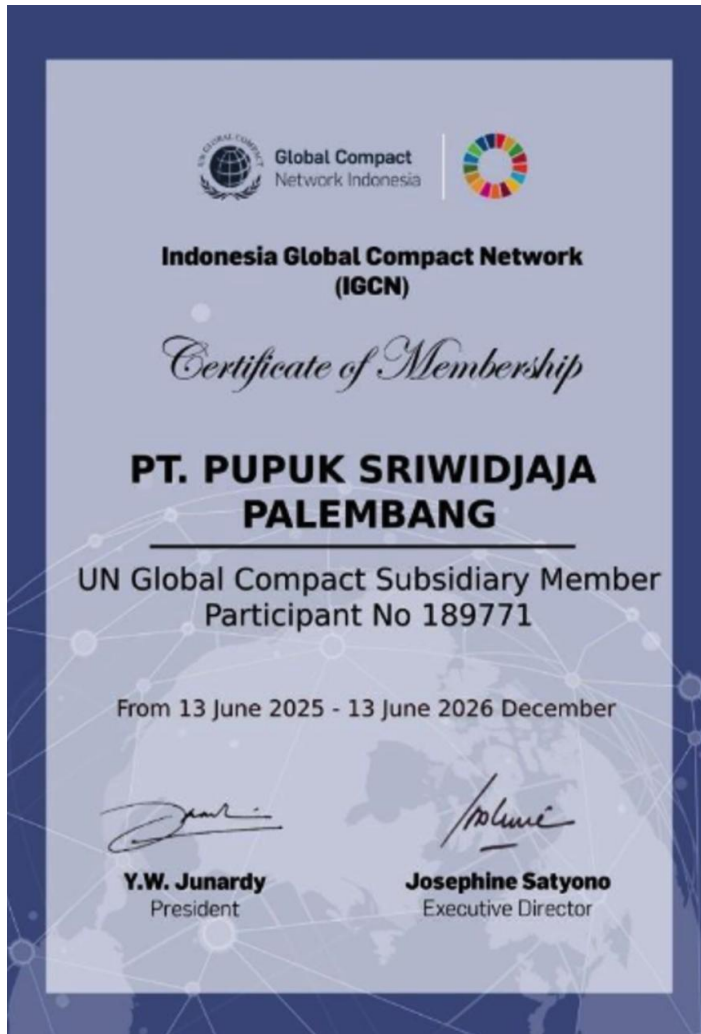 UN GLOBAL COMPACT
Global Compact
Network Indonesia
Indonesia Global Compact Network
(IGCN)
Certificate of Membership
PT. PUPUK SRIWIDJAJA
PALEMBANG
UN Global Compact Subsidiary Member
Participant No 189771
From 13 June 2025 - 13 June 2026 December
Y.W. Junardy
President
Josephine Satyono
Executive Director